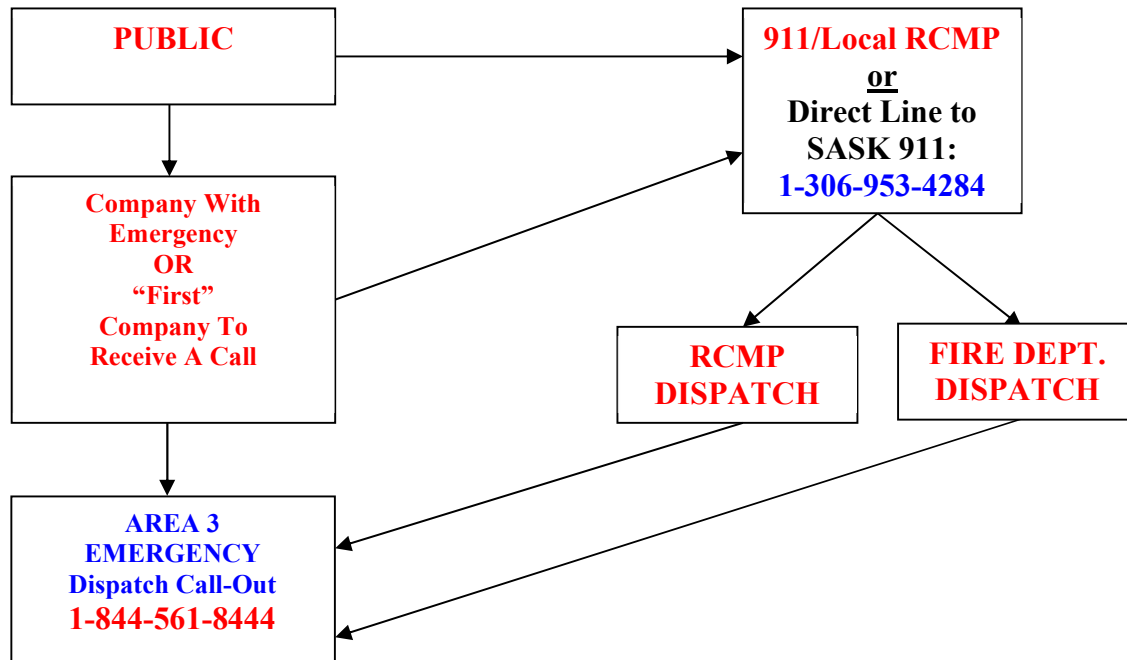 PUBLIC
911/Local RCMP
or
Direct Line to
SASK 911:
1-306-953-4284
Company With
Emergency
OR
“First”
Company To
Receive A Call
RCMP
DISPATCH
FIRE DEPT.
DISPATCH
AREA 3
EMERGENCY
Dispatch Call-Out
1-844-561-8444